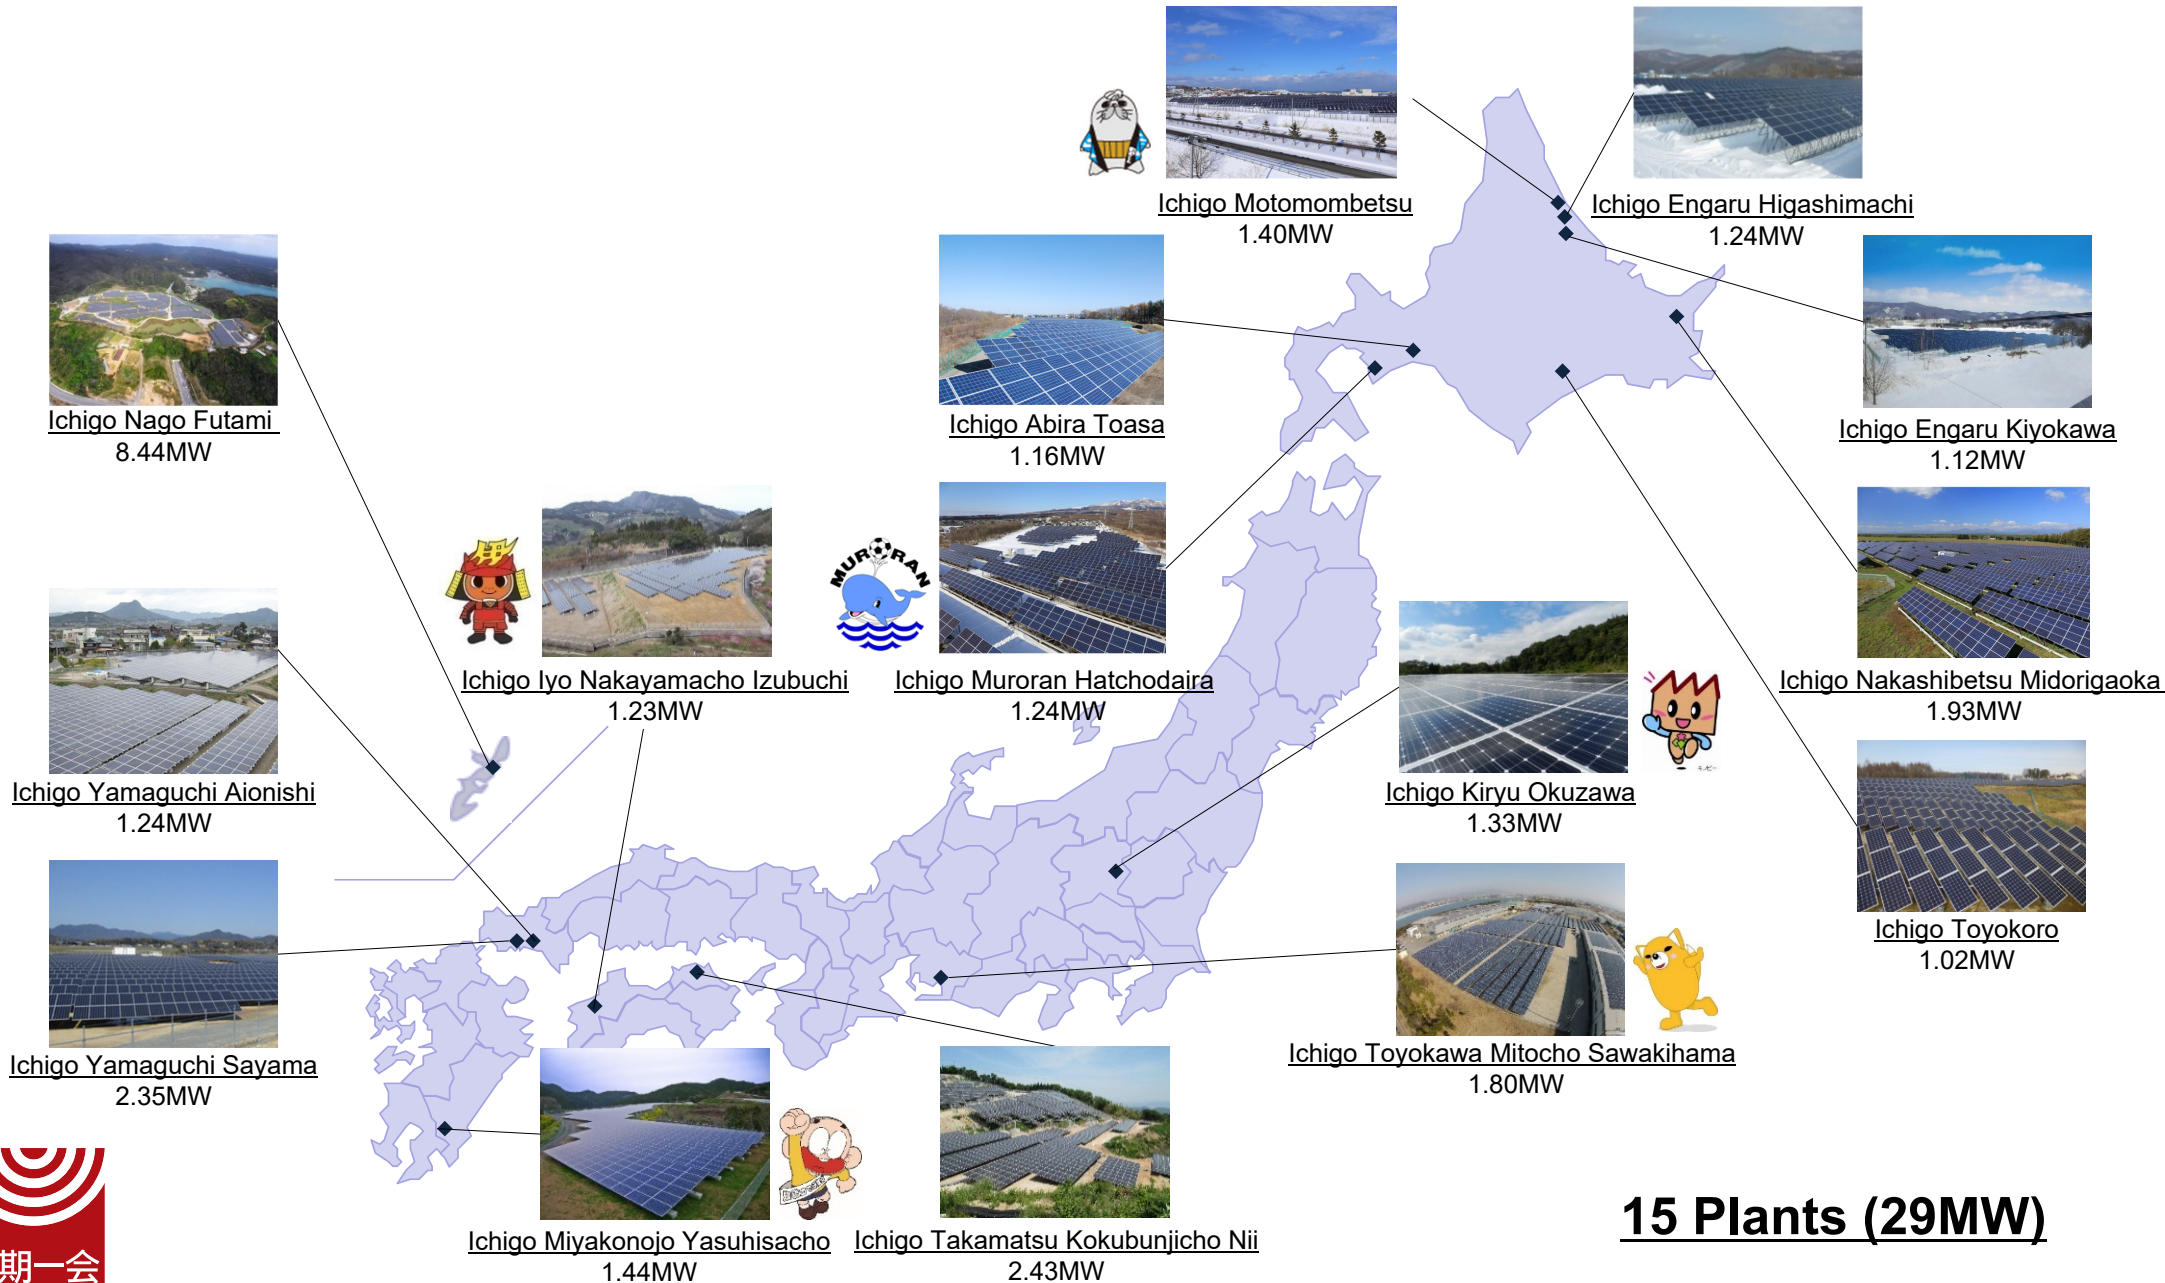 Ichigo Motomombetsu
1.40MW
Ichigo Engaru Higashimachi
1.24MW
Ichigo Nago Futami
8.44MW
Ichigo Abira Toasa
1.16MW
Ichigo Engaru Kiyokawa
1.12MW
MURORAN
Ichigo Iyo Nakayamacho Izubuchi
1.23MW
Ichigo Muroran Hatchodaira
1.24MW
Ichigo Nakashibetsu Midorigaoka
1.93MW
Ichigo Yamaguchi Aionishi
1.24MW
Ichigo Kiryu Okuzawa
1.33MW
Ichigo Toyokoro
1.02MW
Ichigo Yamaguchi Sayama
2.35MW
Ichigo Toyokawa Mitocho Sawakihama
1.80MW
Ichigo Miyakonojo Yasuhisacho
1.44MW
Ichigo Takamatsu Kokubunjicho Nii
2.43MW
15 Plants (29MW)
期一会